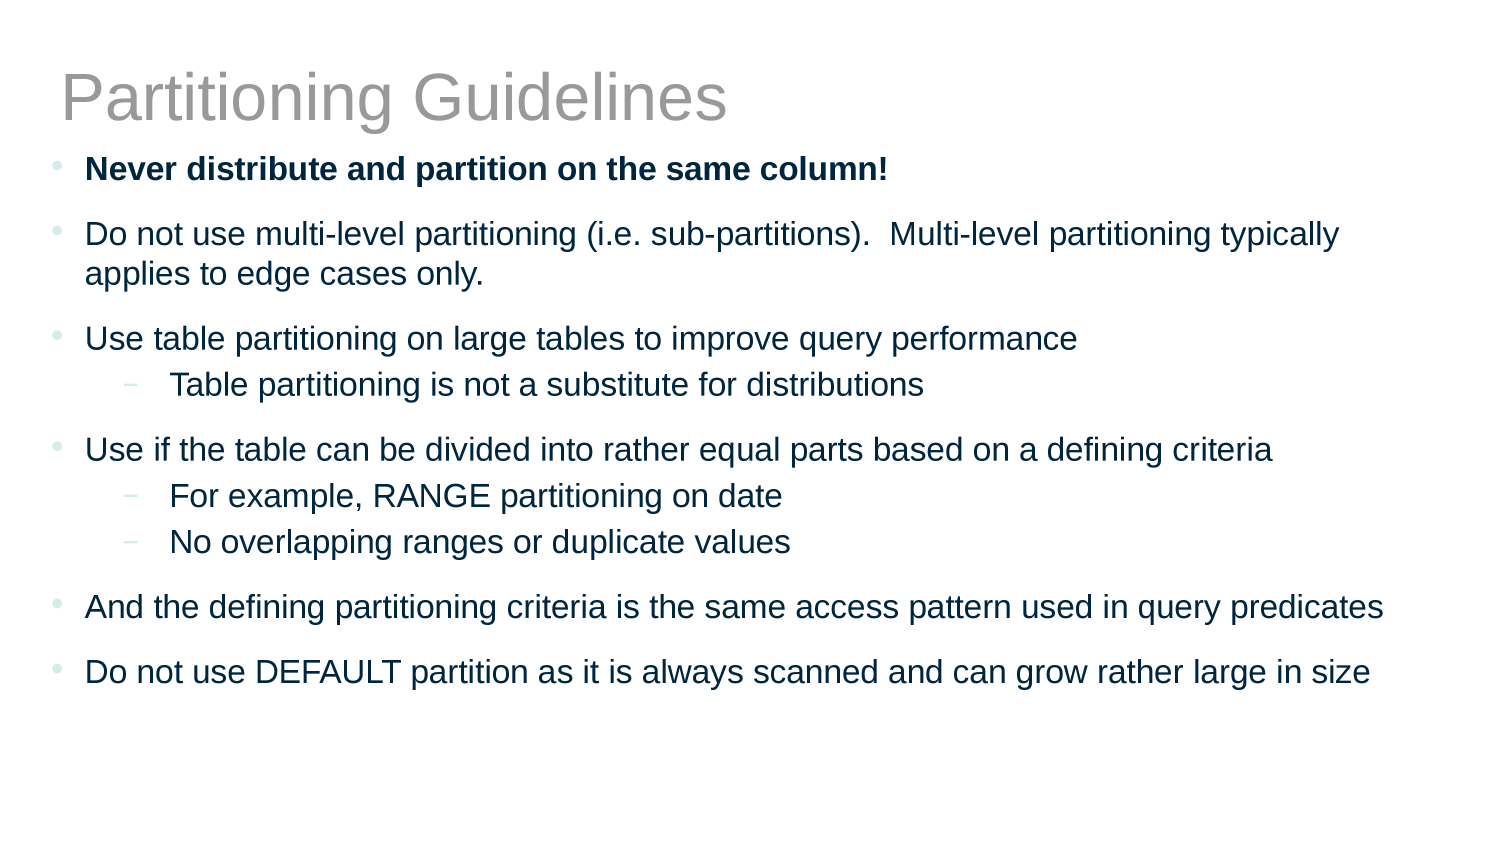 Partitioning Guidelines
• Never distribute and partition on the same column!
• Do not use multi-level partitioning (i.e. sub-partitions).  Multi-level partitioning typically
applies to edge cases only.
• Use table partitioning on large tables to improve query performance
– Table partitioning is not a substitute for distributions
• Use if the table can be divided into rather equal parts based on a defining criteria
– For example, RANGE partitioning on date
– No overlapping ranges or duplicate values
• And the defining partitioning criteria is the same access pattern used in query predicates
• Do not use DEFAULT partition as it is always scanned and can grow rather large in size